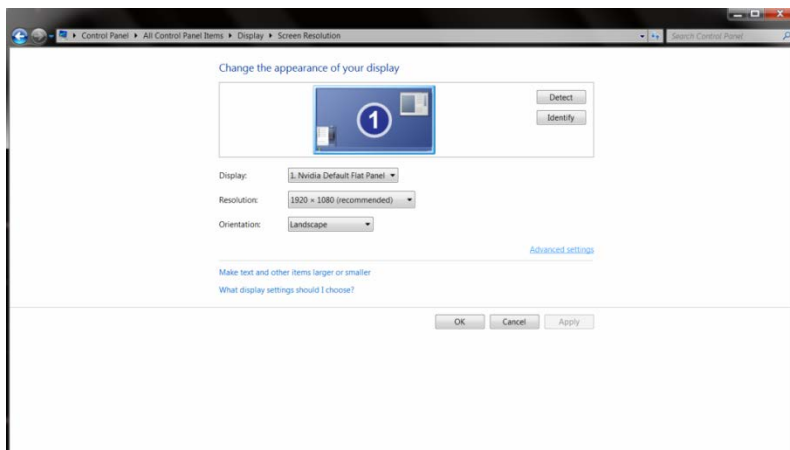 Control Panel ▸ All Control Panel Items ▸ Display ▸ Screen Resolution
Search Control Panel
Change the appearance of your display
1
Detect
Identify
Display: 1. Nvidia Default Flat Panel
Resolution: 1920 × 1080 (recommended)
Orientation: Landscape
Advanced settings
Make text and other items larger or smaller
What display settings should I choose?
OK Cancel Apply